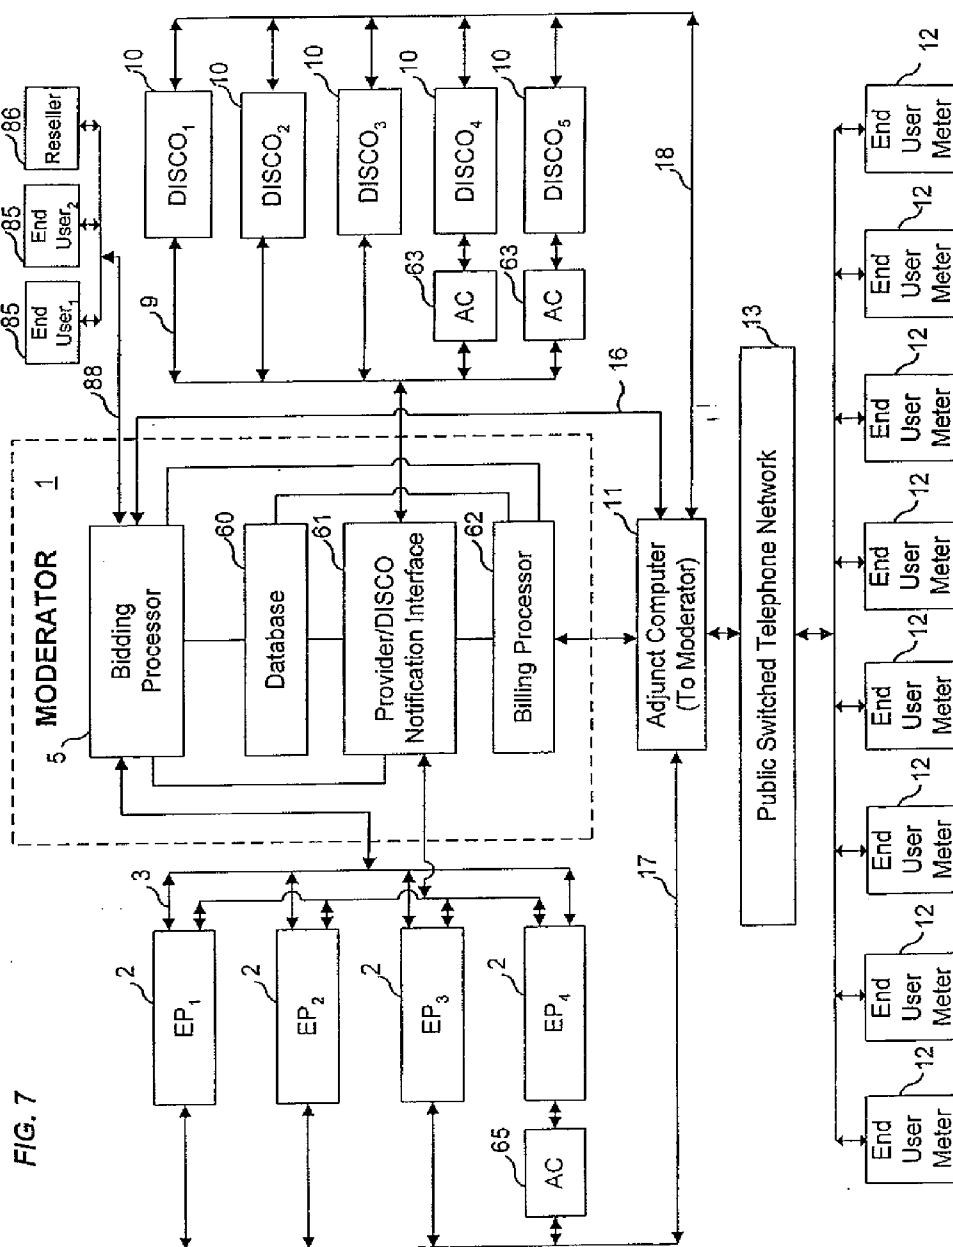 FIG. 7
EP1
2
EP2
2
EP3
2
EP4
2
AC
65
3
17
MODERATOR 1
Bidding
Processor
5
Database
60
Provider/DISCO
Notification Interface
61
Billing Processor
62
Adjunct Computer
(To Moderator)
11
16
18
88
9
End
User1
85
End
User2
85
Reseller
86
DISCO1
10
DISCO2
10
DISCO3
10
DISCO4
10
DISCO5
10
AC
63
AC
63
Public Switched Telephone Network
13
End
User
Meter
12
End
User
Meter
12
End
User
Meter
12
End
User
Meter
12
End
User
Meter
12
End
User
Meter
12
End
User
Meter
12
End
User
Meter
12